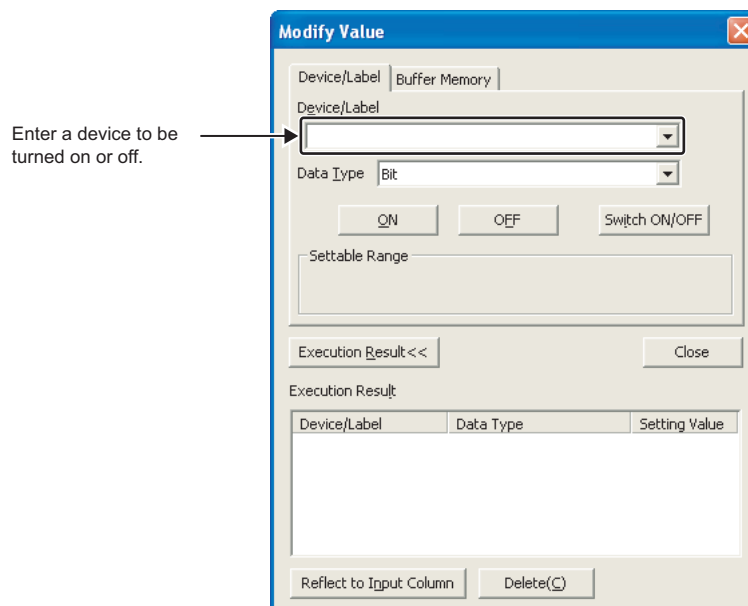 Modify Value
Device/Label Buffer Memory
Device/Label
Enter a device to be
turned on or off.
Data Type Bit
ON OFF Switch ON/OFF
Settable Range
Execution Result<< Close
Execution Result
Device/Label Data Type Setting Value
Reflect to Input Column Delete(C)